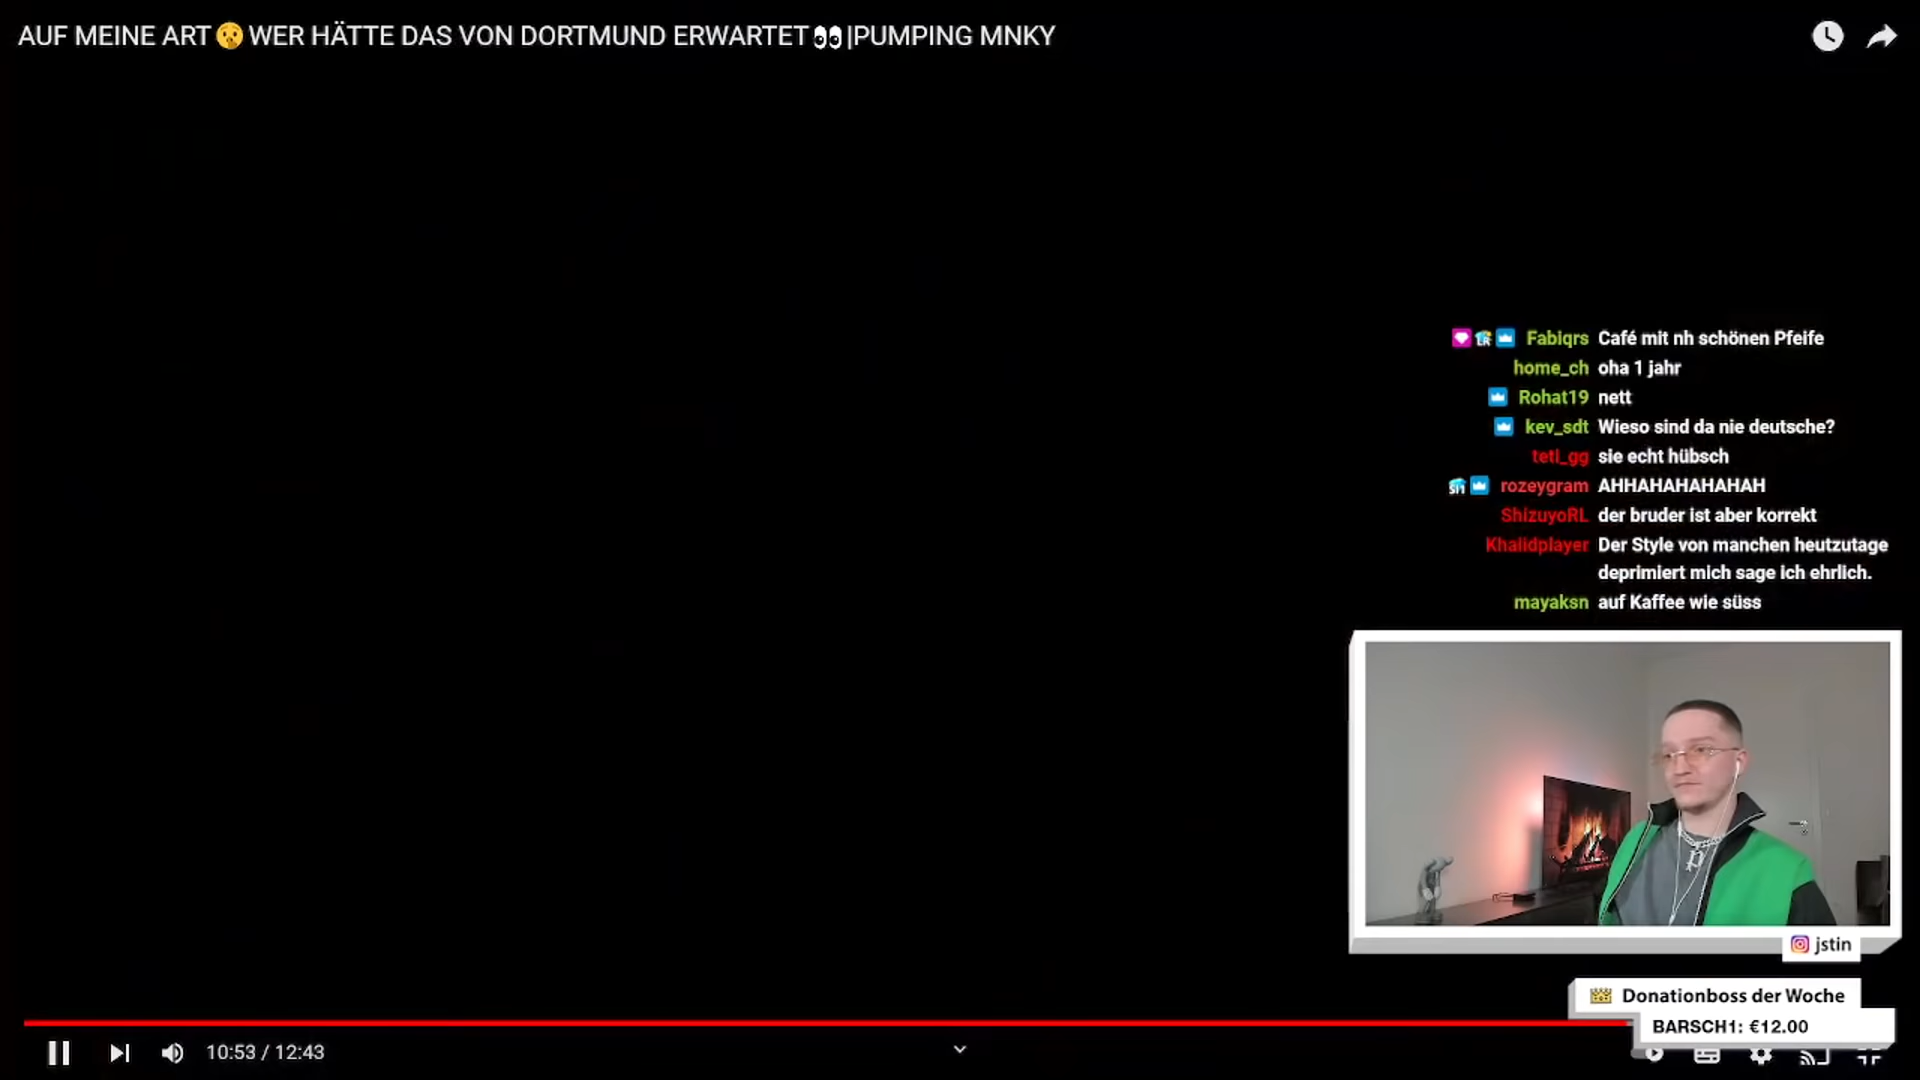 AUF MEINE ART🤫WER HÄTTE DAS VON DORTMUND ERWARTET👀|PUMPING MNKY
Fabiqrs Café mit nh schönen Pfeife
home_ch oha 1 jahr
Rohat19 nett
kev_sdt Wieso sind da nie deutsche?
tetl_gg sie echt hübsch
rozeygram AHHAHAHAHAHAH
ShizuyoRL der bruder ist aber korrekt
Khalidplayer Der Style von manchen heutzutage
deprimiert mich sage ich ehrlich.
mayaksn auf Kaffee wie süss
jstin
Donationboss der Woche
BARSCH1: €12.00
10:53 / 12:43